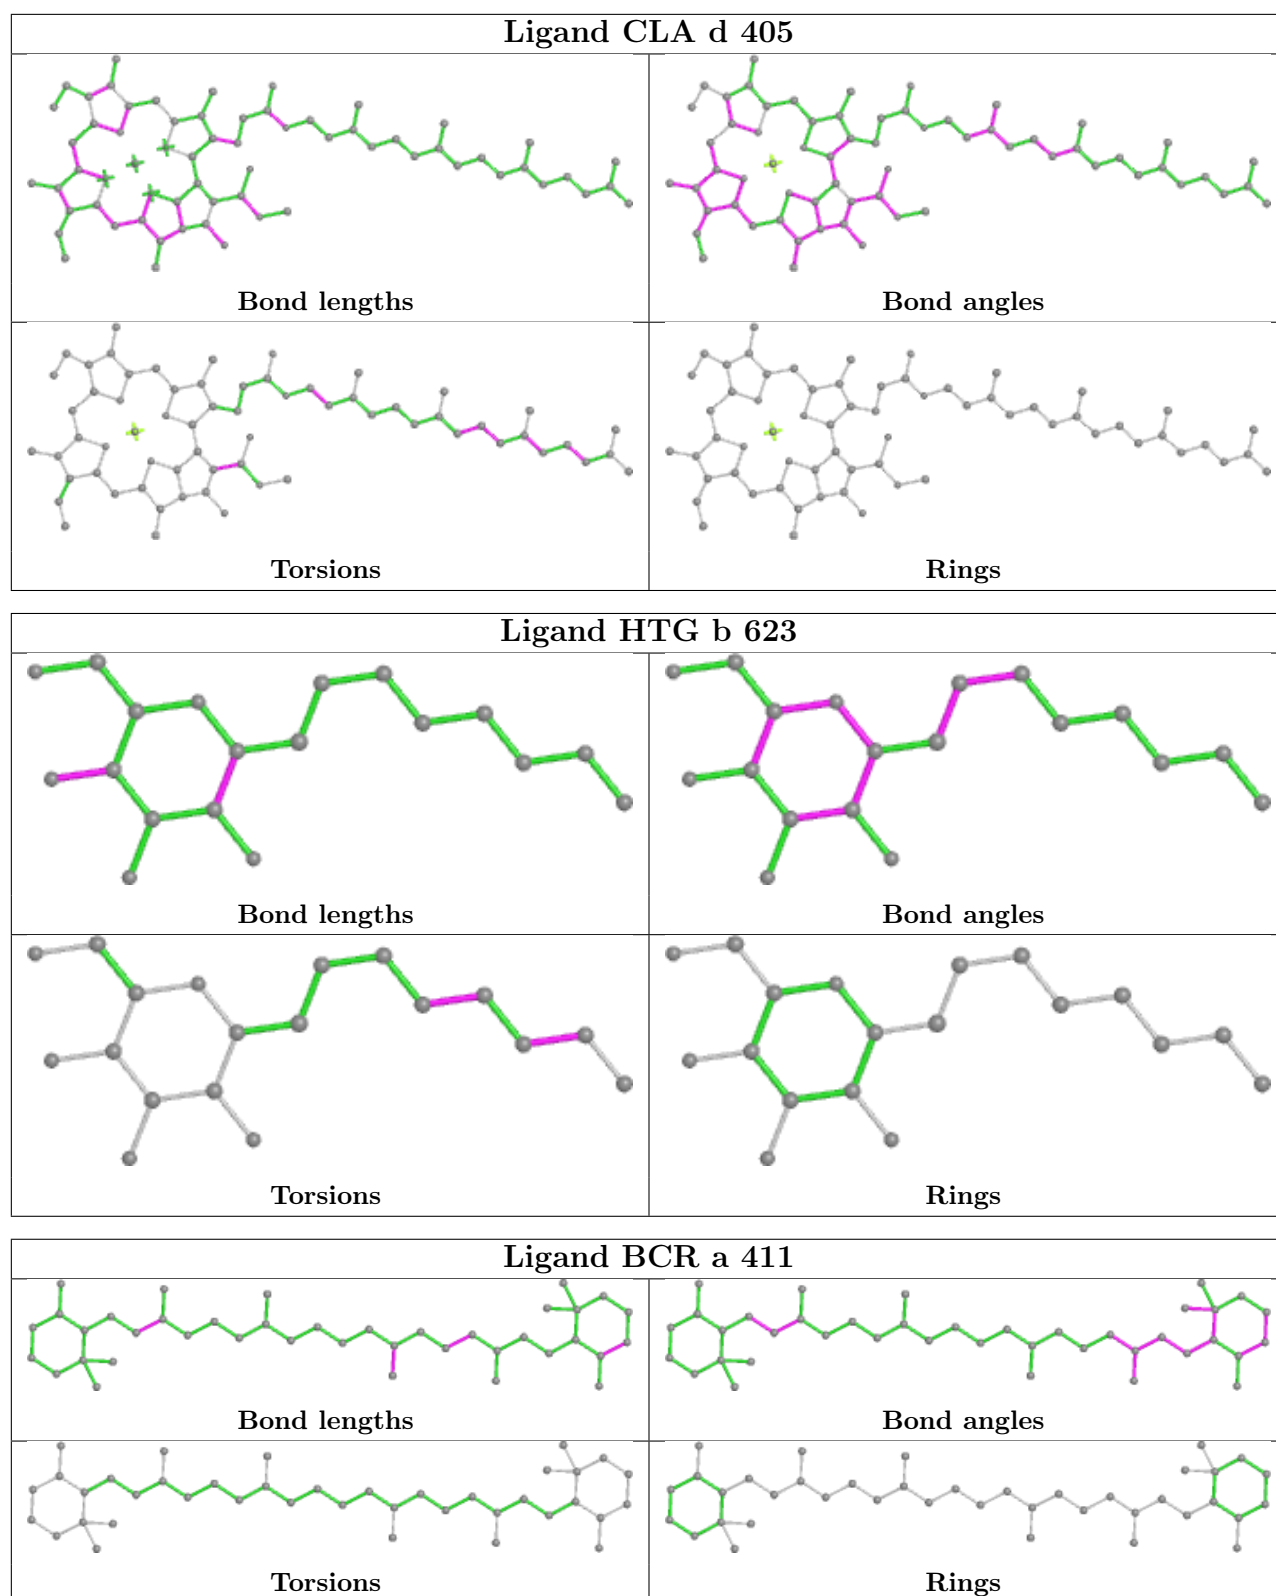 Ligand CLA d 405
Bond lengths
Bond angles
Torsions
Rings
Ligand HTG b 623
Bond lengths
Bond angles
Torsions
Rings
Ligand BCR a 411
Bond lengths
Bond angles
Torsions
Rings